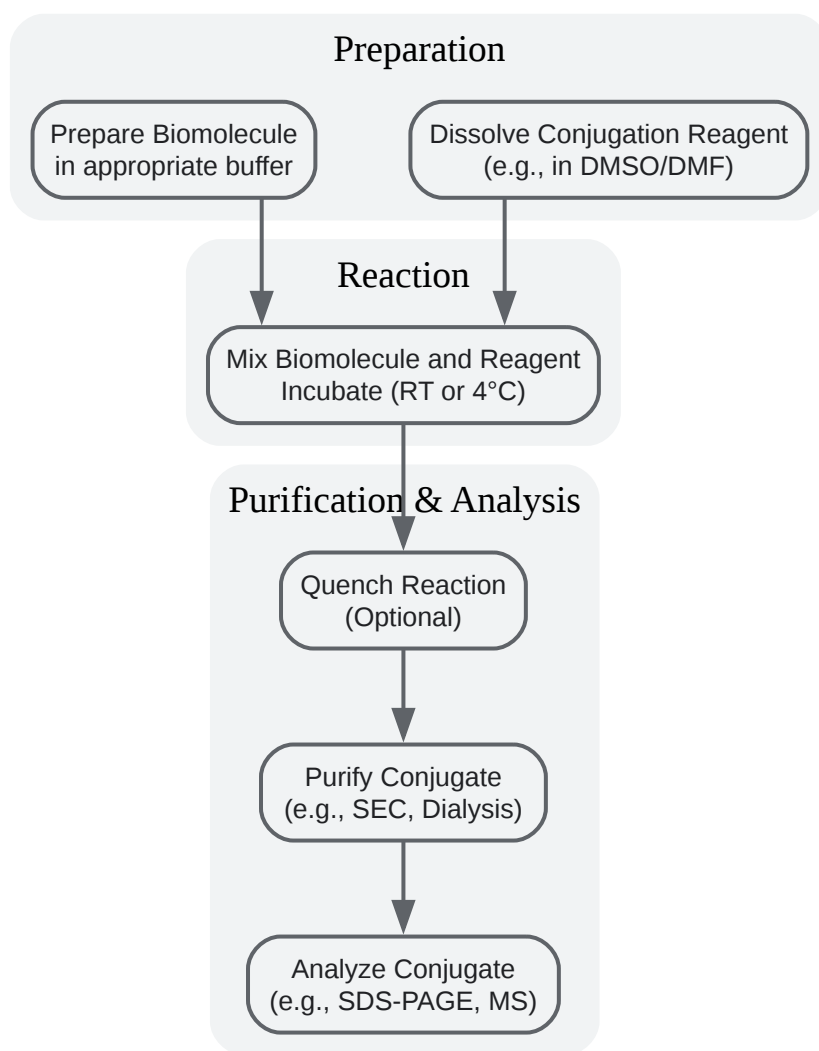 Preparation
Prepare Biomolecule
in appropriate buffer
Dissolve Conjugation Reagent
(e.g., in DMSO/DMF)
Reaction
Mix Biomolecule and Reagent
Incubate (RT or 4°C)
Purification & Analysis
Quench Reaction
(Optional)
Purify Conjugate
(e.g., SEC, Dialysis)
Analyze Conjugate
(e.g., SDS-PAGE, MS)